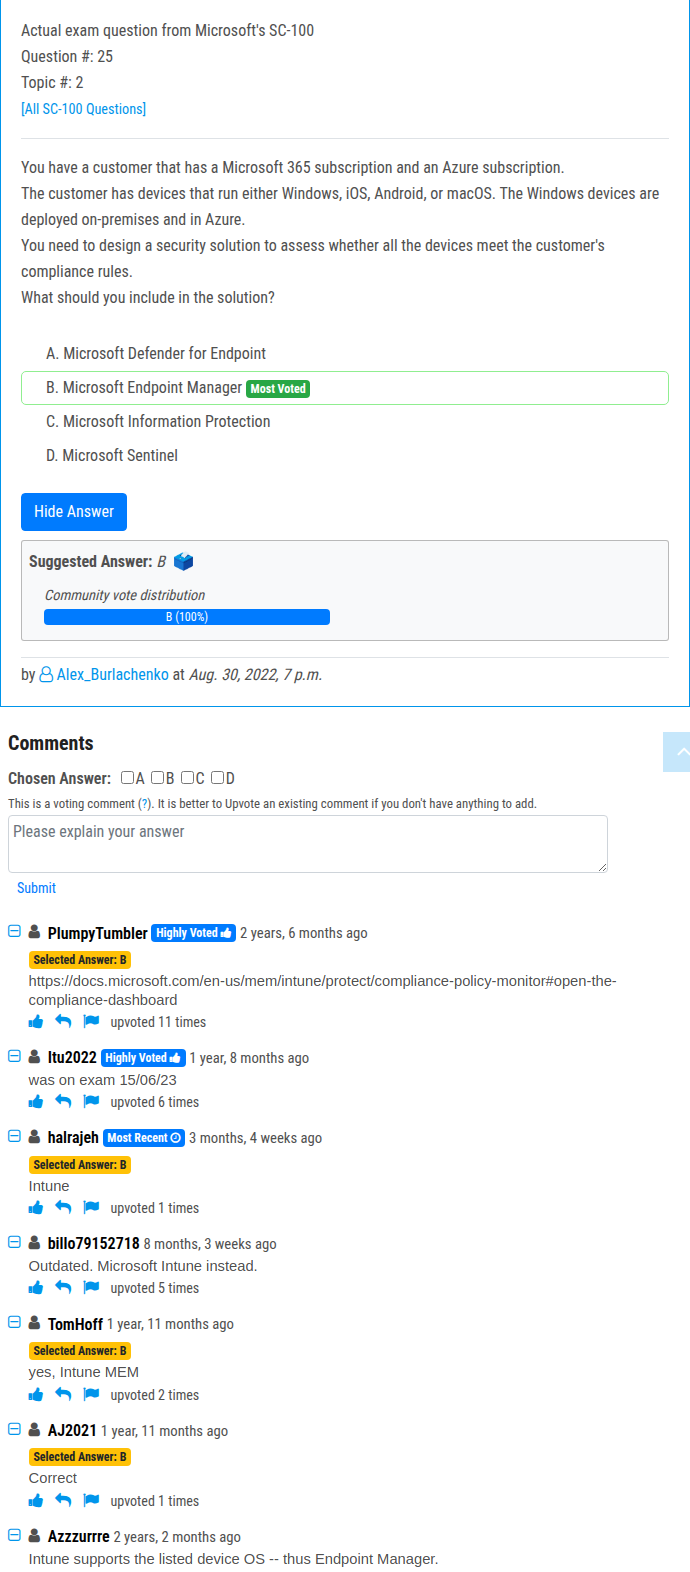 Actual exam question from Microsoft's SC-100
Question #: 25
Topic #: 2
[All SC-100 Questions]
You have a customer that has a Microsoft 365 subscription and an Azure subscription.
The customer has devices that run either Windows, iOS, Android, or macOS. The Windows devices are
deployed on-premises and in Azure.
You need to design a security solution to assess whether all the devices meet the customer's
compliance rules.
What should you include in the solution?
A. Microsoft Defender for Endpoint
B. Microsoft Endpoint Manager Most Voted
C. Microsoft Information Protection
D. Microsoft Sentinel
Hide Answer
Suggested Answer: B
Community vote distribution
B (100%)
by Alex_Burlachenko at Aug. 30, 2022, 7 p.m.
Comments
Chosen Answer: A B C D
This is a voting comment (?). It is better to Upvote an existing comment if you don't have anything to add.
Please explain your answer
Submit
PlumpyTumbler Highly Voted 2 years, 6 months ago
Selected Answer: B
https://docs.microsoft.com/en-us/mem/intune/protect/compliance-policy-monitor#open-the-
compliance-dashboard
upvoted 11 times
Itu2022 Highly Voted 1 year, 8 months ago
was on exam 15/06/23
upvoted 6 times
halrajeh Most Recent 3 months, 4 weeks ago
Selected Answer: B
Intune
upvoted 1 times
billo79152718 8 months, 3 weeks ago
Outdated. Microsoft Intune instead.
upvoted 5 times
TomHoff 1 year, 11 months ago
Selected Answer: B
yes, Intune MEM
upvoted 2 times
AJ2021 1 year, 11 months ago
Selected Answer: B
Correct
upvoted 1 times
Azzzurrre 2 years, 2 months ago
Intune supports the listed device OS -- thus Endpoint Manager.